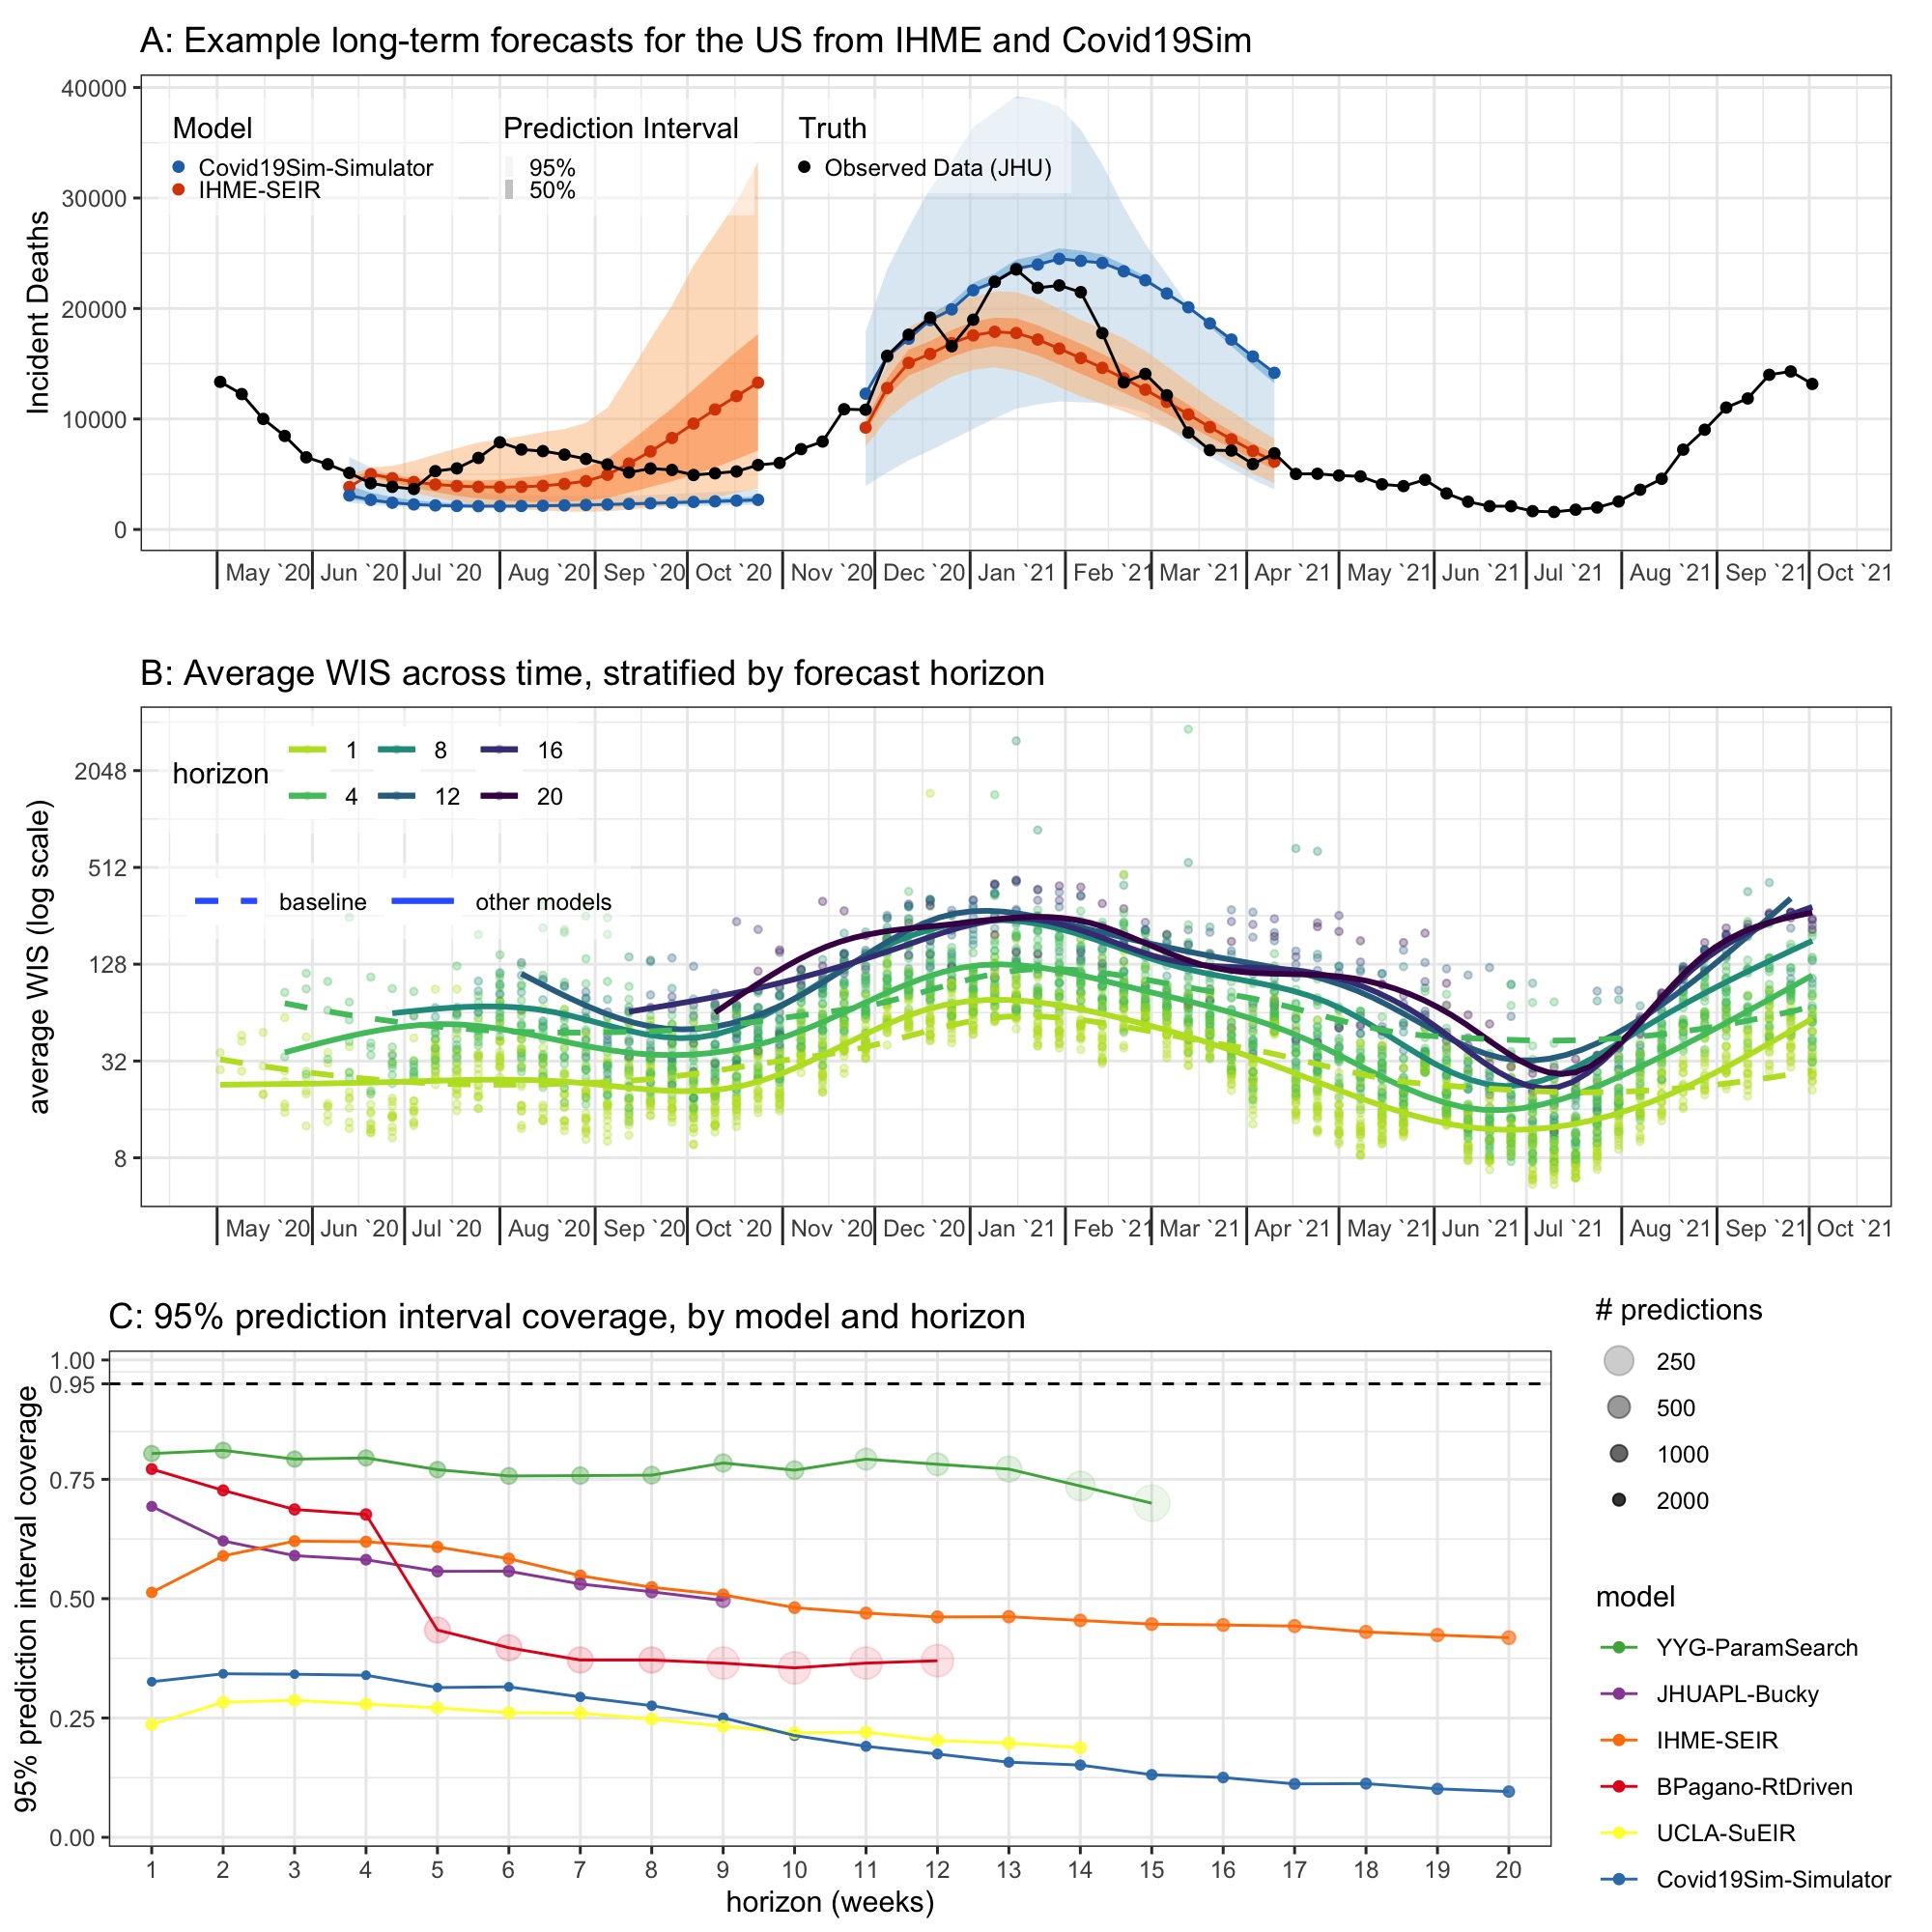 A: Example long-term forecasts for the US from IHME and Covid19Sim
Incident Deaths
40000
30000
20000
10000
0
Model
Covid19Sim-Simulator
IHME-SEIR
Prediction Interval
95%
50%
Truth
Observed Data (JHU)
May `20 Jun `20 Jul `20 Aug `20 Sep `20 Oct `20 Nov `20 Dec `20 Jan `21 Feb `21 Mar `21 Apr `21 May `21 Jun `21 Jul `21 Aug `21 Sep `21 Oct `21
B: Average WIS across time, stratified by forecast horizon
average WIS (log scale)
2048
512
128
32
8
horizon
1 8 16
4 12 20
baseline other models
May `20 Jun `20 Jul `20 Aug `20 Sep `20 Oct `20 Nov `20 Dec `20 Jan `21 Feb `21 Mar `21 Apr `21 May `21 Jun `21 Jul `21 Aug `21 Sep `21 Oct `21
C: 95% prediction interval coverage, by model and horizon
95% prediction interval coverage
1.00
0.95
0.75
0.50
0.25
0.00
1 2 3 4 5 6 7 8 9 10 11 12 13 14 15 16 17 18 19 20
horizon (weeks)
# predictions
250
500
1000
2000
model
YYG-ParamSearch
JHUAPL-Bucky
IHME-SEIR
BPagano-RtDriven
UCLA-SuEIR
Covid19Sim-Simulator